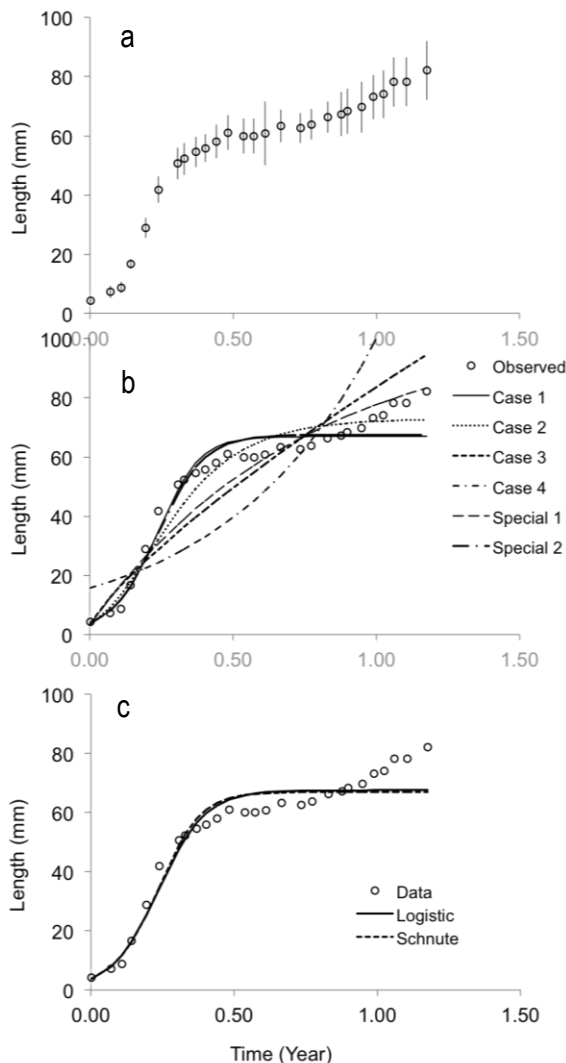 a
100
80
60
40
20
0
Length (mm)
0.00 0.50 1.00 1.50
b
100
80
60
40
20
0
Length (mm)
0.00 0.50 1.00 1.50
Observed
Case 1
Case 2
Case 3
Case 4
Special 1
Special 2
c
100
80
60
40
20
0
Length (mm)
Data
Logistic
Schnute
0.00 0.50 1.00 1.50
Time (Year)